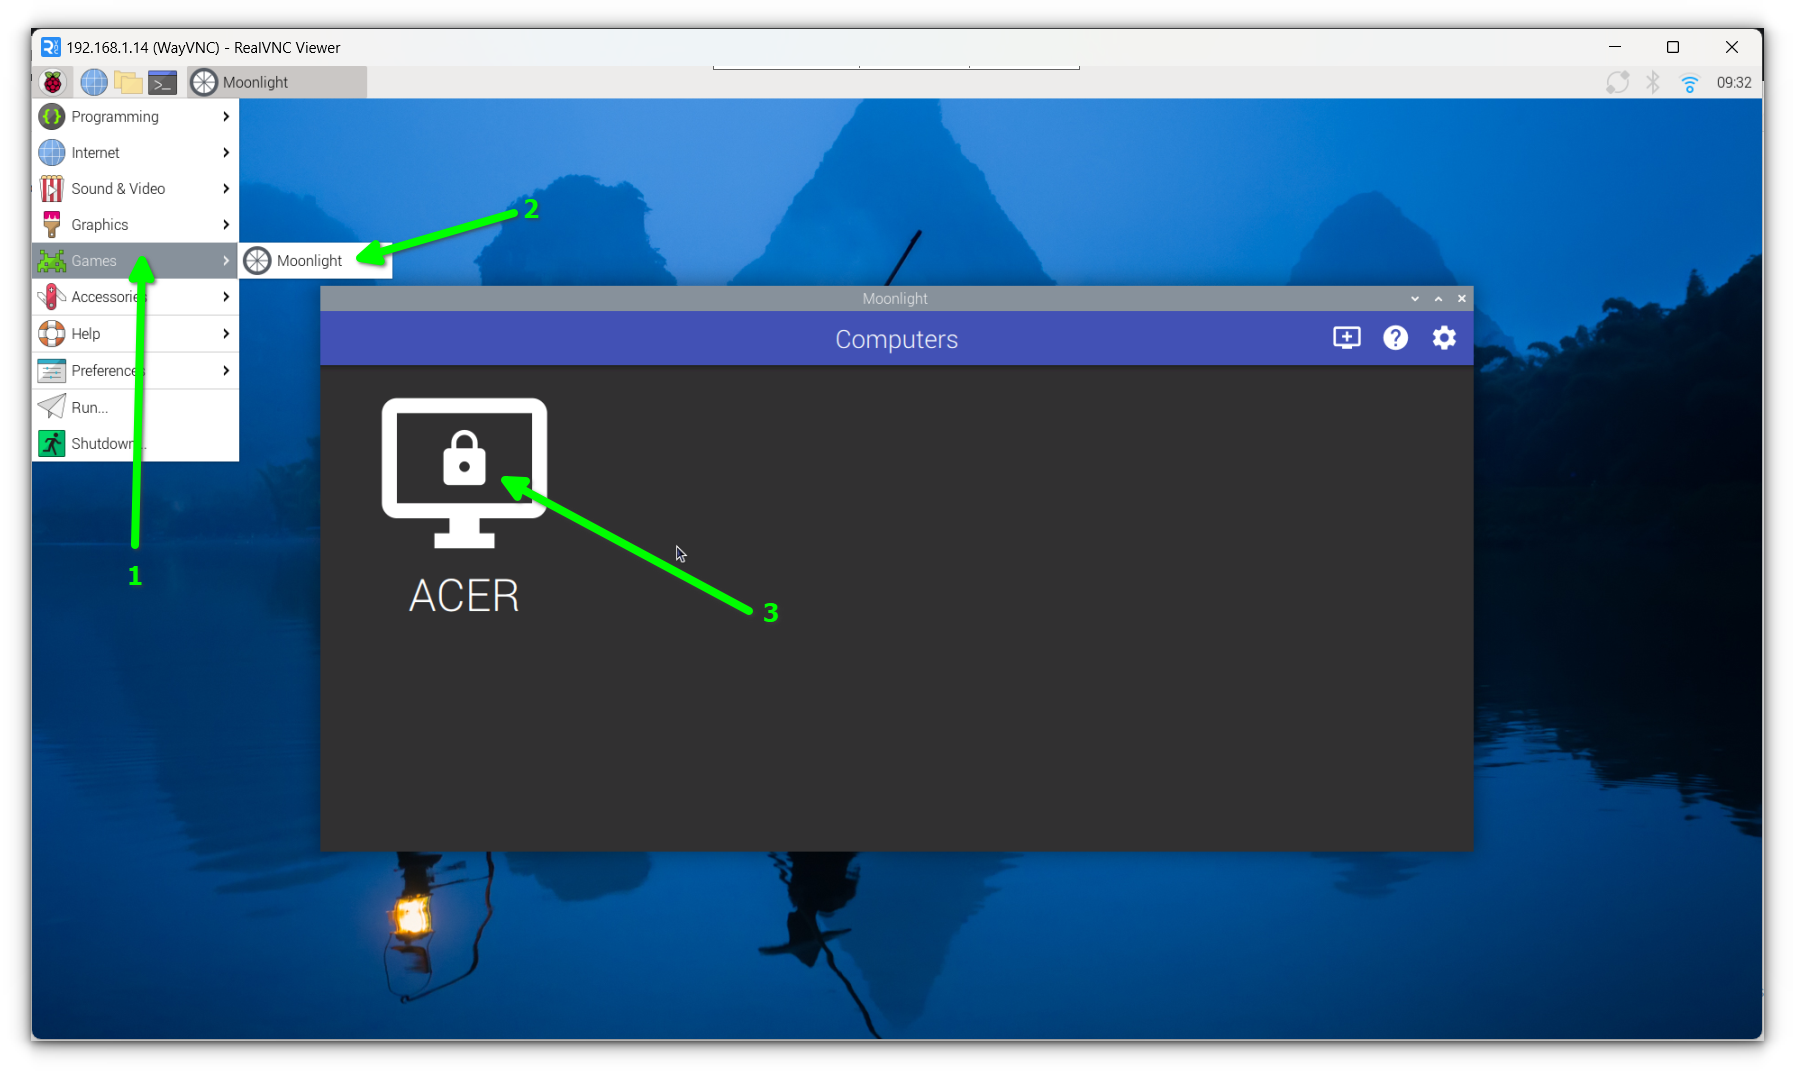 192.168.1.14 (WayVNC) - RealVNC Viewer
Moonlight
09:32
Programming
Internet
Sound & Video
Graphics
2
Games
Moonlight
Accessories
Moonlight
Help
Computers
Preferences
Run...
Shutdown...
1
ACER
3